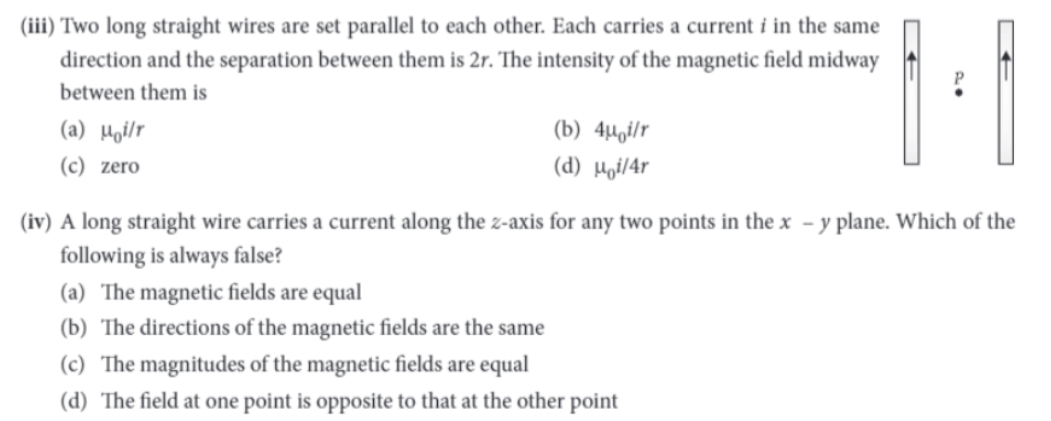 (iii) Two long straight wires are set parallel to each other. Each carries a current i in the same
direction and the separation between them is 2r. The intensity of the magnetic field midway
between them is
P
(a) μ₀i/r
(b) 4μ₀i/r
(c) zero
(d) μ₀i/4r
(iv) A long straight wire carries a current along the z-axis for any two points in the x – y plane. Which of the
following is always false?
(a) The magnetic fields are equal
(b) The directions of the magnetic fields are the same
(c) The magnitudes of the magnetic fields are equal
(d) The field at one point is opposite to that at the other point